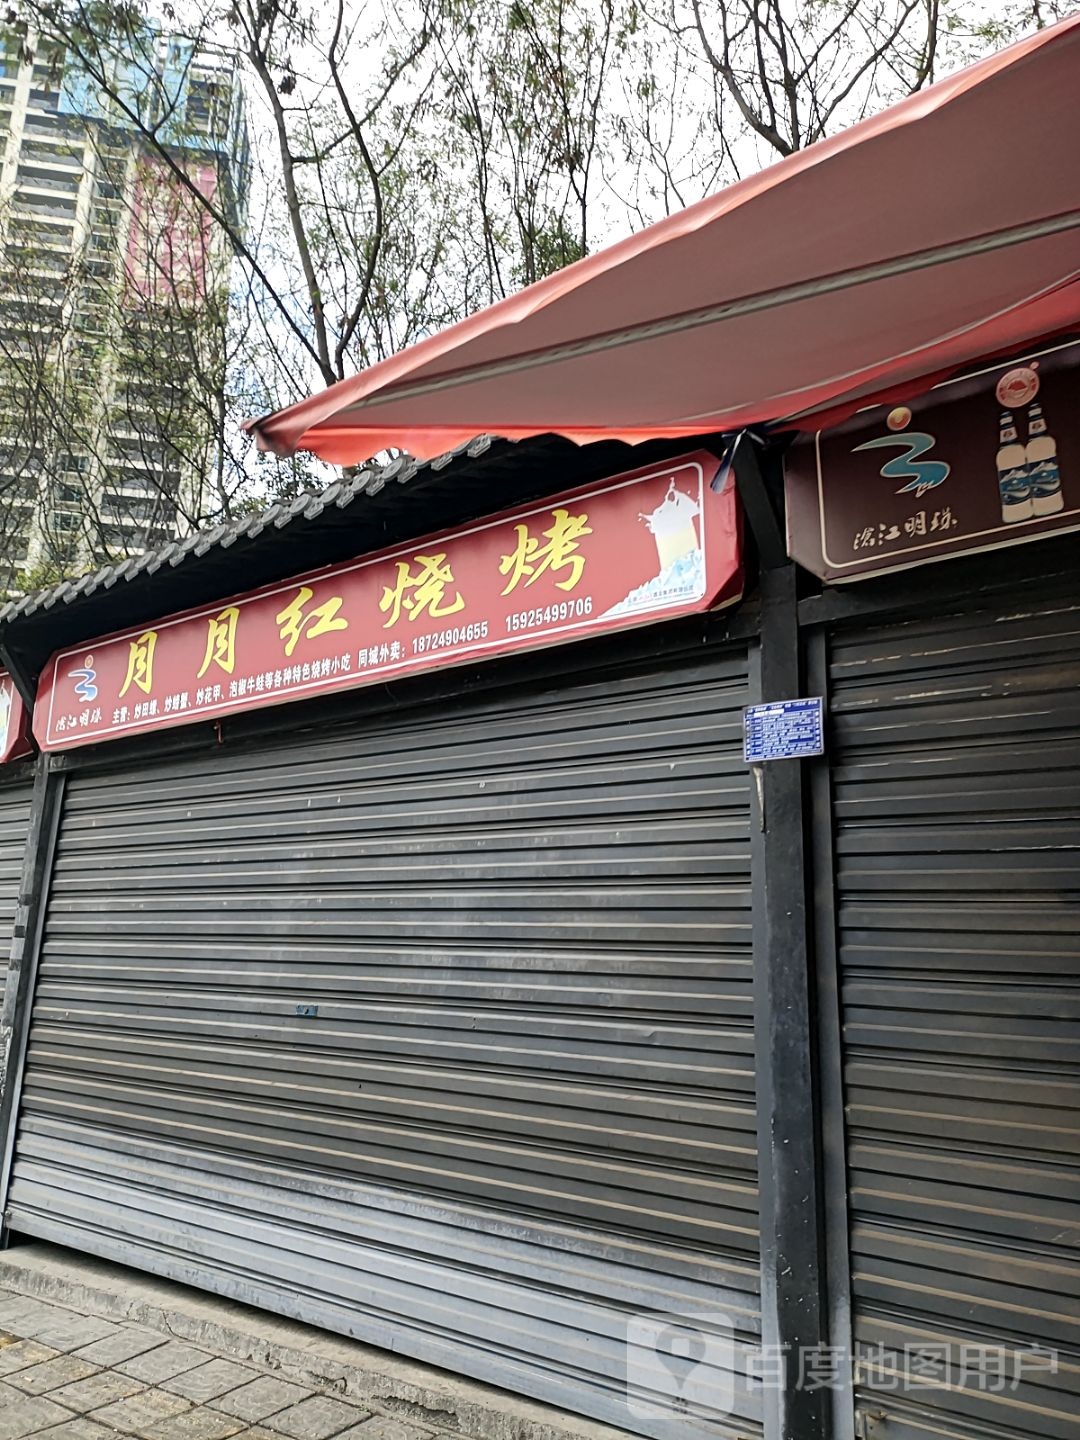 月月红烧烤
沧江明珠
主营：炒田螺、炒螃蟹、炒花甲、泡椒牛蛙等各种特色烧烤小吃 同城外卖：18724904655 15925499706
沧江明珠
百度地图用户